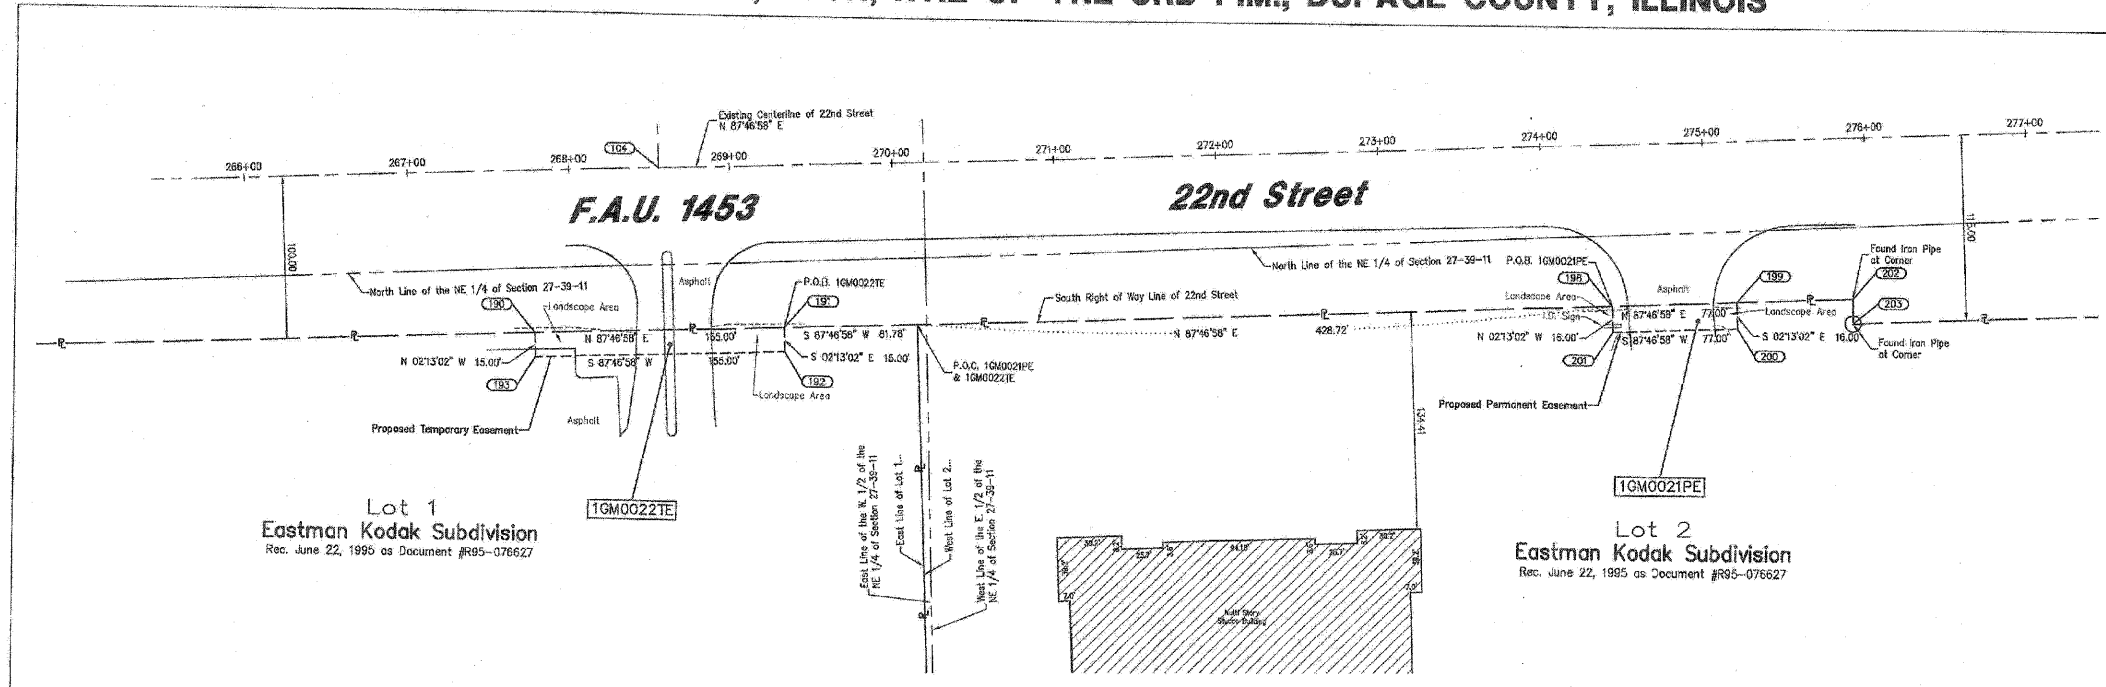 OF THE 3RD P.M., DUPAGE COUNTY, ILLINOIS
Existing Centerline of 22nd Street
N 87°46'58" E
104
266+00
267+00
268+00
269+00
270+00
271+00
272+00
273+00
274+00
275+00
276+00
277+00
F.A.U. 1453
22nd Street
100.00
North Line of the NE 1/4 of Section 27-39-11
190
Landscape Area
Asphalt
P.O.B. 1GM0022TE
191
South Right of Way Line of 22nd Street
North Line of the NE 1/4 of Section 27-39-11
P.O.B. 1GM0021PE
198
Landscape Area
I.D. Sign
Asphalt
199
Landscape Area
Found Iron Pipe
at Corner
202
203
N 87°46'58" E
S 87°46'58" W 81.78'
N 87°46'58" E
428.72'
N 87°46'58" E 77.00'
N 02°13'02" W 15.00'
S 87°46'58" W 155.00'
S 02°13'02" E 15.00'
N 02°13'02" W 16.00'
S 87°46'58" W 77.00'
S 02°13'02" E 16.00'
Found Iron Pipe
at Corner
193
192
Landscape Area
P.O.C. 1GM0021PE
& 1GM0022TE
201
200
Proposed Temporary Easement
Asphalt
134.41
Proposed Permanent Easement
East Line of the W. 1/2 of the
NE 1/4 of Section 27-39-11
East Line of Lot 1...
West Line of Lot 2...
West Line of the E. 1/2 of the
NE 1/4 of Section 27-39-11
1GM0022TE
1GM0021PE
Lot 1
Eastman Kodak Subdivision
Rec. June 22, 1995 as Document #R95-076627
Lot 2
Eastman Kodak Subdivision
Rec. June 22, 1995 as Document #R95-076627
Multi Story
Stucco Building